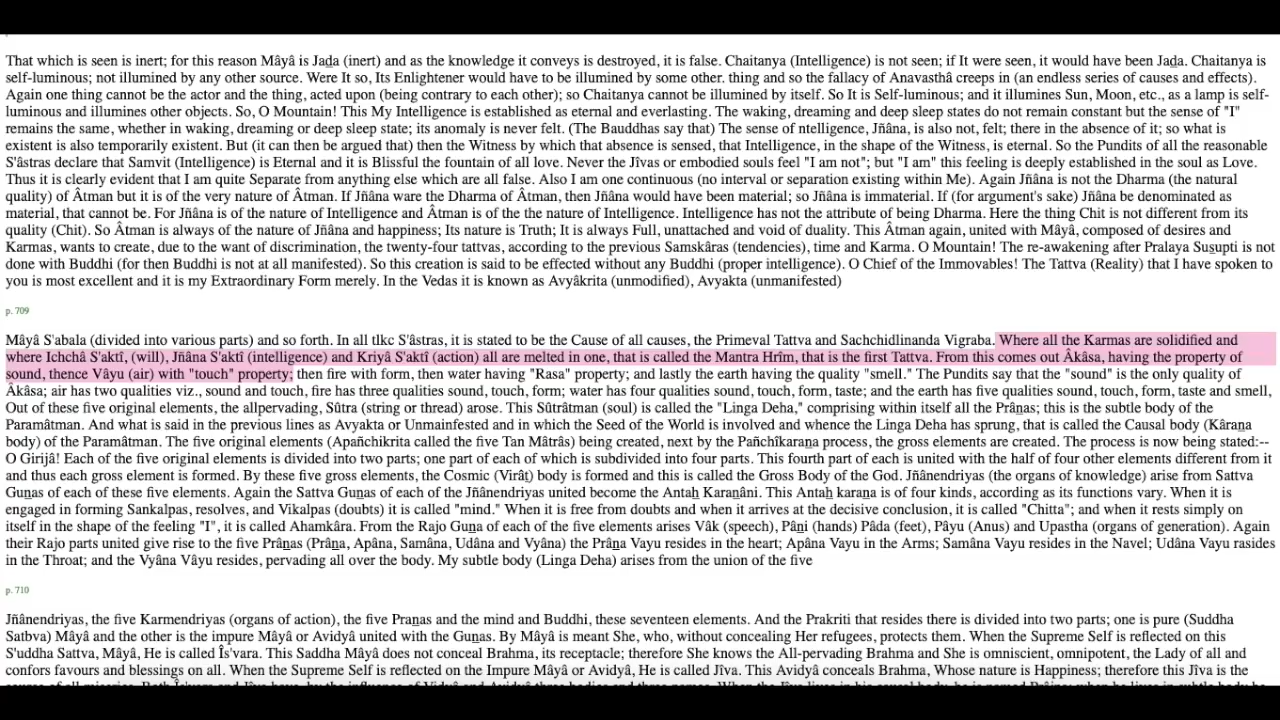 That which is seen is inert; for this reason Mâyâ is Jada (inert) and as the knowledge it conveys is destroyed, it is false. Chaitanya (Intelligence) is not seen; if It were seen, it would have been Jada. Chaitanya is
self-luminous; not illumined by any other source. Were It so, Its Enlightener would have to be illumined by some other. thing and so the fallacy of Anavasthâ creeps in (an endless series of causes and effects).
Again one thing cannot be the actor and the thing, acted upon (being contrary to each other); so Chaitanya cannot be illumined by itself. So It is Self-luminous; and it illumines Sun, Moon, etc., as a lamp is self-
luminous and illumines other objects. So, O Mountain! This My Intelligence is established as eternal and everlasting. The waking, dreaming and deep sleep states do not remain constant but the sense of "I"
remains the same, whether in waking, dreaming or deep sleep state; its anomaly is never felt. (The Bauddhas say that) The sense of ntelligence, Jñâna, is also not, felt; there in the absence of it; so what is
existent is also temporarily existent. But (it can then be argued that) then the Witness by which that absence is sensed, that Intelligence, in the shape of the Witness, is eternal. So the Pundits of all the reasonable
S'âstras declare that Samvit (Intelligence) is Eternal and it is Blissful the fountain of all love. Never the Jîvas or embodied souls feel "I am not"; but "I am" this feeling is deeply established in the soul as Love.
Thus it is clearly evident that I am quite Separate from anything else which are all false. Also I am one continuous (no interval or separation existing within Me). Again Jñâna is not the Dharma (the natural
quality) of Âtman but it is of the very nature of Âtman. If Jñâna ware the Dharma of Âtman, then Jñâna would have been material; so Jñâna is immaterial. If (for argument's sake) Jñâna be denominated as
material, that cannot be. For Jñâna is of the nature of Intelligence and Âtman is of the the nature of Intelligence. Intelligence has not the attribute of being Dharma. Here the thing Chit is not different from its
quality (Chit). So Âtman is always of the nature of Jñâna and happiness; Its nature is Truth; It is always Full, unattached and void of duality. This Âtman again, united with Mâyâ, composed of desires and
Karmas, wants to create, due to the want of discrimination, the twenty-four tattvas, according to the previous Samskâras (tendencies), time and Karma. O Mountain! The re-awakening after Pralaya Susupti is not
done with Buddhi (for then Buddhi is not at all manifested). So this creation is said to be effected without any Buddhi (proper intelligence). O Chief of the Immovables! The Tattva (Reality) that I have spoken to
you is most excellent and it is my Extraordinary Form merely. In the Vedas it is known as Avyâkrita (unmodified), Avyakta (unmanifested)
p. 709
Mâyâ S'abala (divided into various parts) and so forth. In all tlkc S'âstras, it is stated to be the Cause of all causes, the Primeval Tattva and Sachchidlinanda Vigraba. Where all the Karmas are solidified and
where Ichchâ S'aktî, (will), Jñâna S'aktî (intelligence) and Kriyâ S'aktî (action) all are melted in one, that is called the Mantra Hrîm, that is the first Tattva. From this comes out Âkâsa, having the property of
sound, thence Vâyu (air) with "touch" property; then fire with form, then water having "Rasa" property; and lastly the earth having the quality "smell." The Pundits say that the "sound" is the only quality of
Âkâsa; air has two qualities viz., sound and touch, fire has three qualities sound, touch, form; water has four qualities sound, touch, form, taste; and the earth has five qualities sound, touch, form, taste and smell,
Out of these five original elements, the allpervading, Sûtra (string or thread) arose. This Sûtrâtman (soul) is called the "Linga Deha," comprising within itself all the Prânas; this is the subtle body of the
Paramâtman. And what is said in the previous lines as Avyakta or Unmainfested and in which the Seed of the World is involved and whence the Linga Deha has sprung, that is called the Causal body (Kârana
body) of the Paramâtman. The five original elements (Apañchikrita called the five Tan Mâtrâs) being created, next by the Pañchîkarana process, the gross elements are created. The process is now being stated:--
O Girijâ! Each of the five original elements is divided into two parts; one part of each of which is subdivided into four parts. This fourth part of each is united with the half of four other elements different from it
and thus each gross element is formed. By these five gross elements, the Cosmic (Virât) body is formed and this is called the Gross Body of the God. Jñânendriyas (the organs of knowledge) arise from Sattva
Gunas of each of these five elements. Again the Sattva Gunas of each of the Jñânendriyas united become the Antah Karanâni. This Antah karana is of four kinds, according as its functions vary. When it is
engaged in forming Sankalpas, resolves, and Vikalpas (doubts) it is called "mind." When it is free from doubts and when it arrives at the decisive conclusion, it is called "Chitta"; and when it rests simply on
itself in the shape of the feeling "I", it is called Ahamkâra. From the Rajo Guna of each of the five elements arises Vâk (speech), Pâni (hands) Pâda (feet), Pâyu (Anus) and Upastha (organs of generation). Again
their Rajo parts united give rise to the five Prânas (Prâna, Apâna, Samâna, Udâna and Vyâna) the Prâna Vayu resides in the heart; Apâna Vayu in the Arms; Samâna Vayu resides in the Navel; Udâna Vayu rasides
in the Throat; and the Vyâna Vâyu resides, pervading all over the body. My subtle body (Linga Deha) arises from the union of the five
p. 710
Jñânendriyas, the five Karmendriyas (organs of action), the five Pranas and the mind and Buddhi, these seventeen elements. And the Prakriti that resides there is divided into two parts; one is pure (Suddha
Satbva) Mâyâ and the other is the impure Mâyâ or Avidyâ united with the Gunas. By Mâyâ is meant She, who, without concealing Her refugees, protects them. When the Supreme Self is reflected on this
S'uddha Sattva, Mâyâ, He is called Îs'vara. This Saddha Mâyâ does not conceal Brahma, its receptacle; therefore She knows the All-pervading Brahma and She is omniscient, omnipotent, the Lady of all and
confors favours and blessings on all. When the Supreme Self is reflected on the Impure Mâyâ or Avidyâ, He is called Jîva. This Avidyâ conceals Brahma, Whose nature is Happiness; therefore this Jîva is the